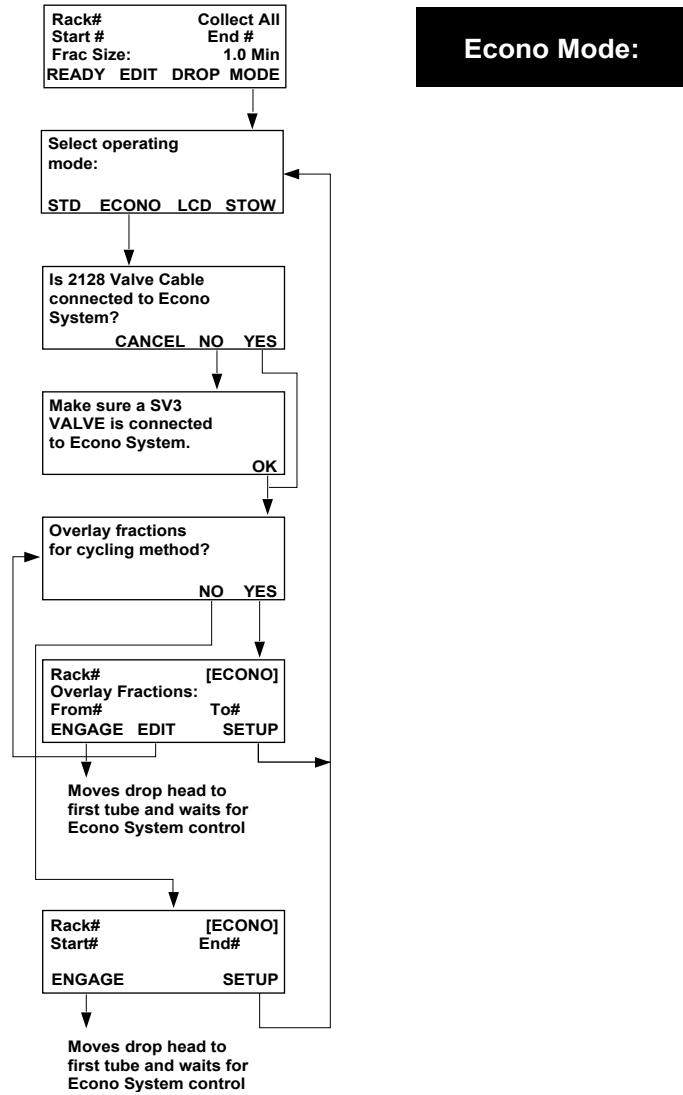 Rack# Collect All
Start # End #
Frac Size: 1.0 Min
READY EDIT DROP MODE
Econo Mode:
Select operating
mode:
STD ECONO LCD STOW
Is 2128 Valve Cable
connected to Econo
System?
CANCEL NO YES
Make sure a SV3
VALVE is connected
to Econo System.
OK
Overlay fractions
for cycling method?
NO YES
Rack# [ECONO]
Overlay Fractions:
From# To#
ENGAGE EDIT SETUP
Moves drop head to
first tube and waits for
Econo System control
Rack# [ECONO]
Start# End#
ENGAGE SETUP
Moves drop head to
first tube and waits for
Econo System control